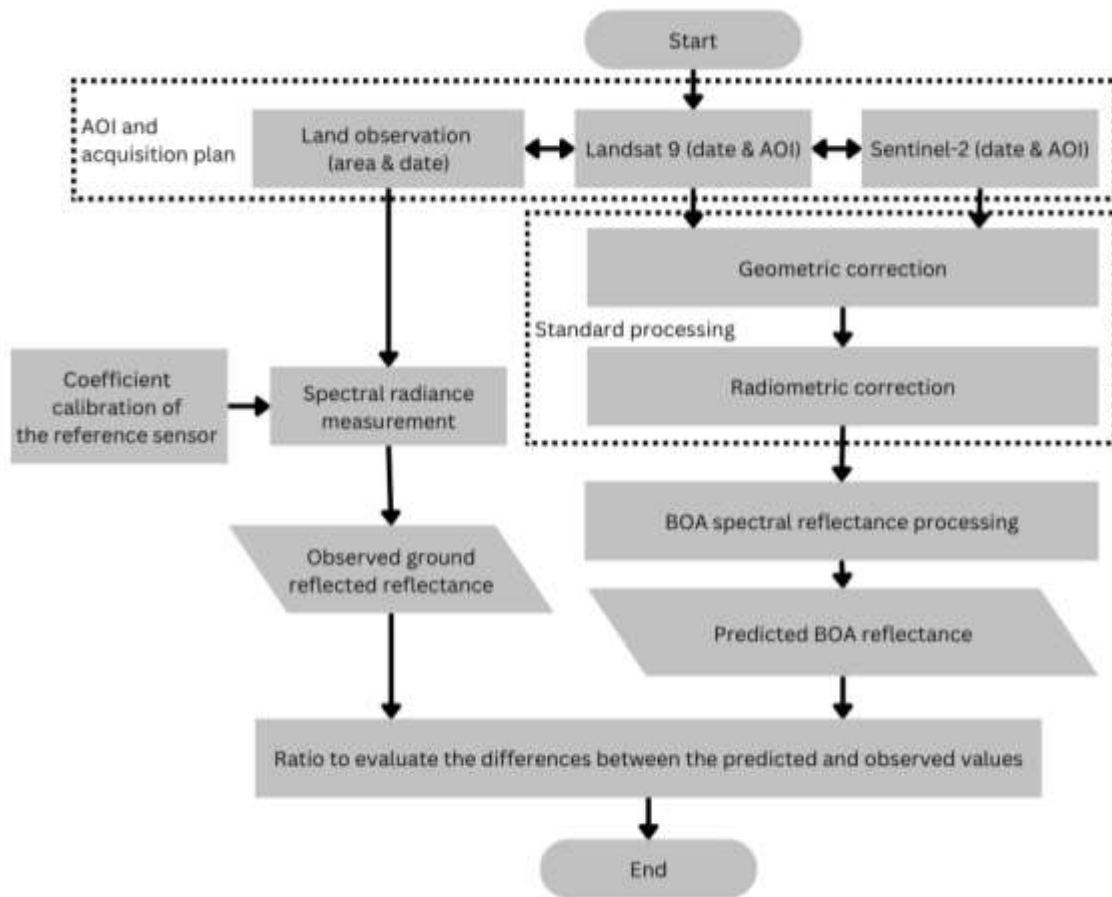 Start
AOI and
acquisition plan
Land observation
(area & date)
Landsat 9 (date & AOI)
Sentinel-2 (date & AOI)
Geometric correction
Standard processing
Radiometric correction
Coefficient
calibration of
the reference sensor
Spectral radiance
measurement
BOA spectral reflectance processing
Observed ground
reflected reflectance
Predicted BOA reflectance
Ratio to evaluate the differences between the predicted and observed values
End